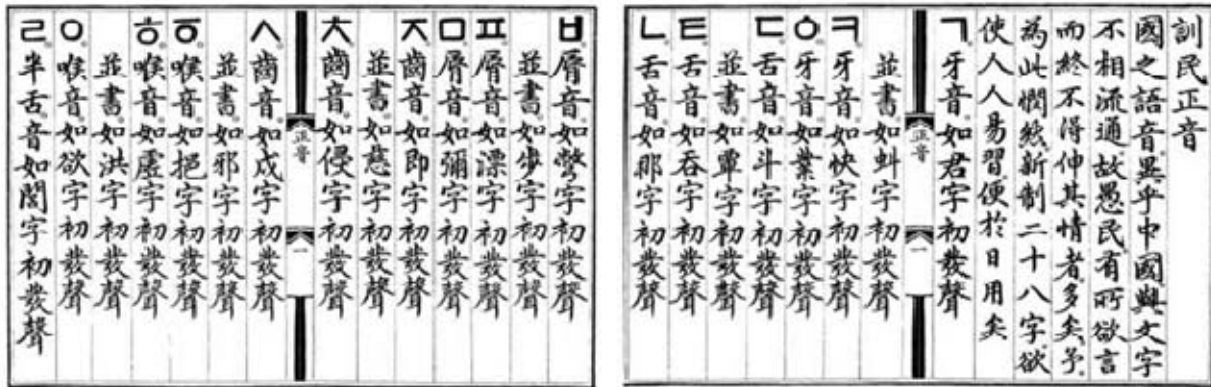 訓民正音
國之語音異乎中國與文字
不相流通故愚民有所欲言
而終不得伸其情者多矣予
為此憫然新制二十八字欲
使人人易習便於日用矣
ㄱ牙音如君字初發聲
正音 一
並書如虯字初發聲
ㅋ牙音如快字初發聲
ㆁ牙音如業字初發聲
ㄷ舌音如斗字初發聲
並書如覃字初發聲
ㅌ舌音如吞字初發聲
ㄴ舌音如那字初發聲
ㅂ脣音如彆字初發聲
並書如步字初發聲
ㅍ脣音如漂字初發聲
ㅁ脣音如彌字初發聲
ㅈ齒音如即字初發聲
並書如慈字初發聲
ㅊ齒音如侵字初發聲
正音 一
ㅅ齒音如戌字初發聲
並書如邪字初發聲
ㆆ喉音如挹字初發聲
ㅎ喉音如虛字初發聲
並書如洪字初發聲
ㅇ喉音如欲字初發聲
ㄹ半舌音如閭字初發聲